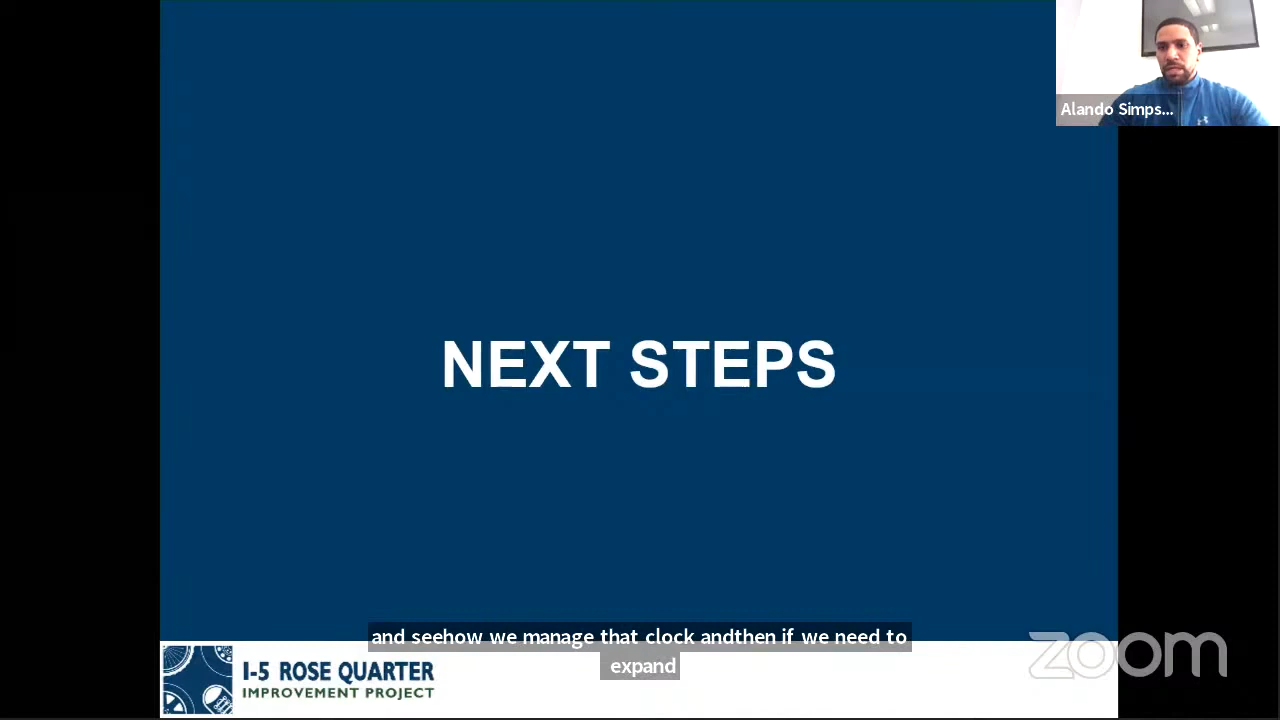 Alando Simps...
NEXT STEPS
and seehow we manage that clock andthen if we need to
expand
zoom
I-5 ROSE QUARTER
IMPROVEMENT PROJECT